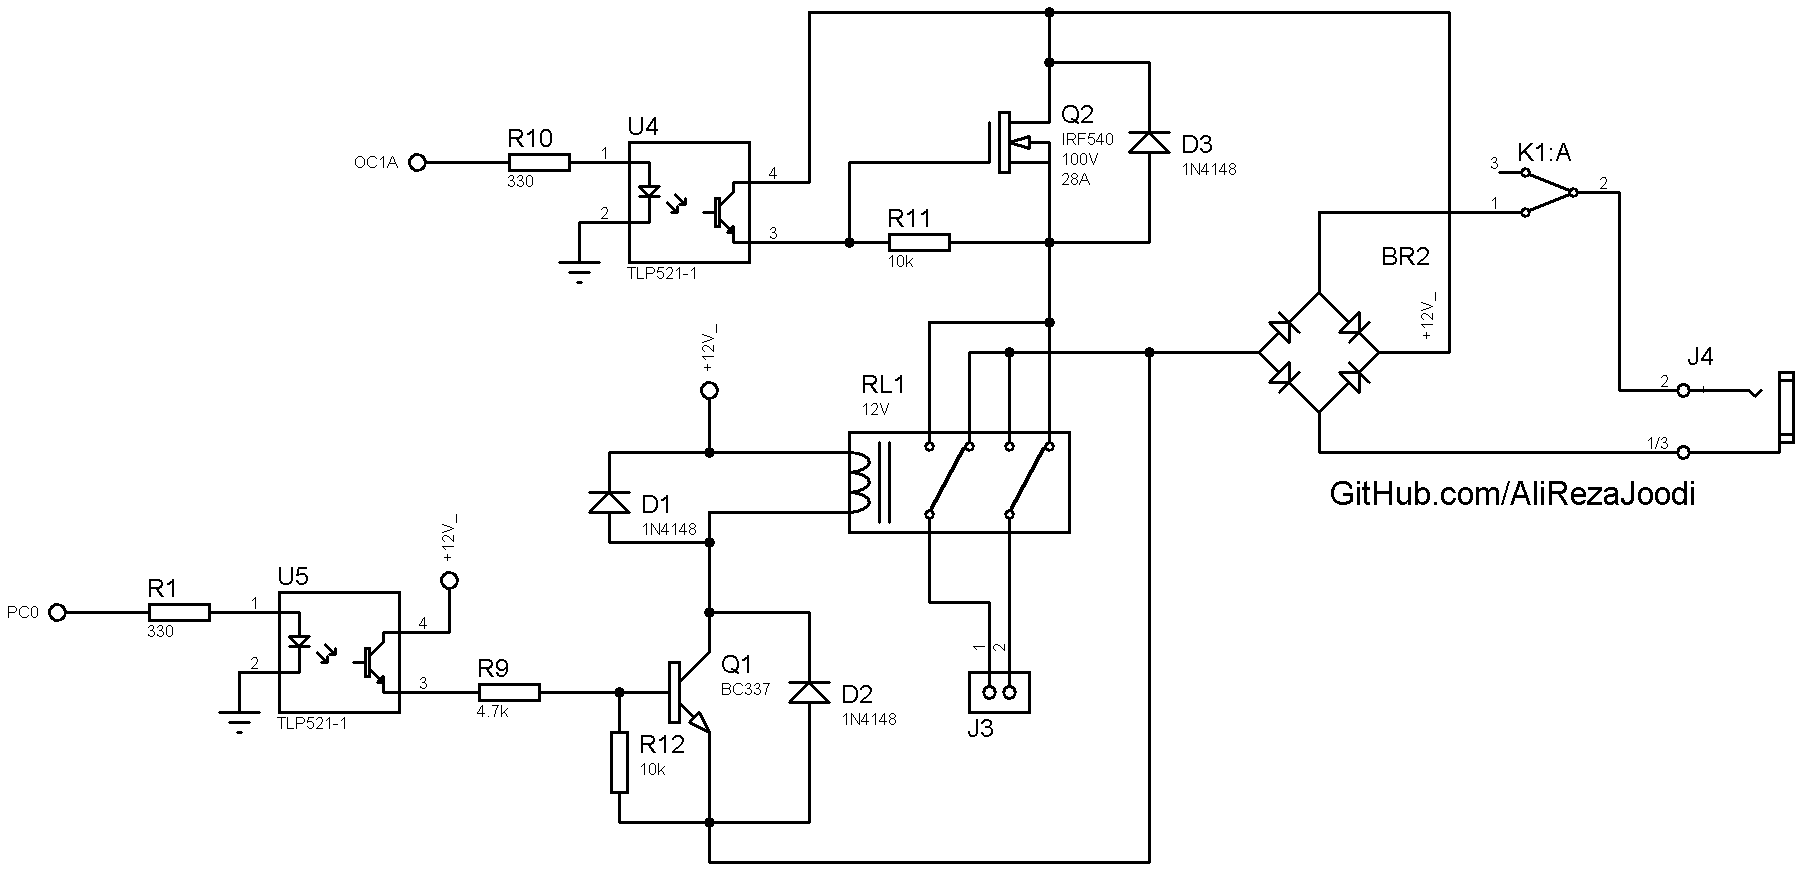 Q2
IRF540
100V
28A
D3
1N4148
R10
OC1A
330
U4
1
2
4
3
TLP521-1
R11
10k
K1:A
3
1
2
BR2
+12V_
J4
2
1/3
GitHub.com/AliRezaJoodi
+12V_
RL1
12V
D1
1N4148
+12V_
U5
R1
PC0
330
1
2
4
3
TLP521-1
R9
4.7k
Q1
BC337
D2
1N4148
R12
10k
1
2
J3